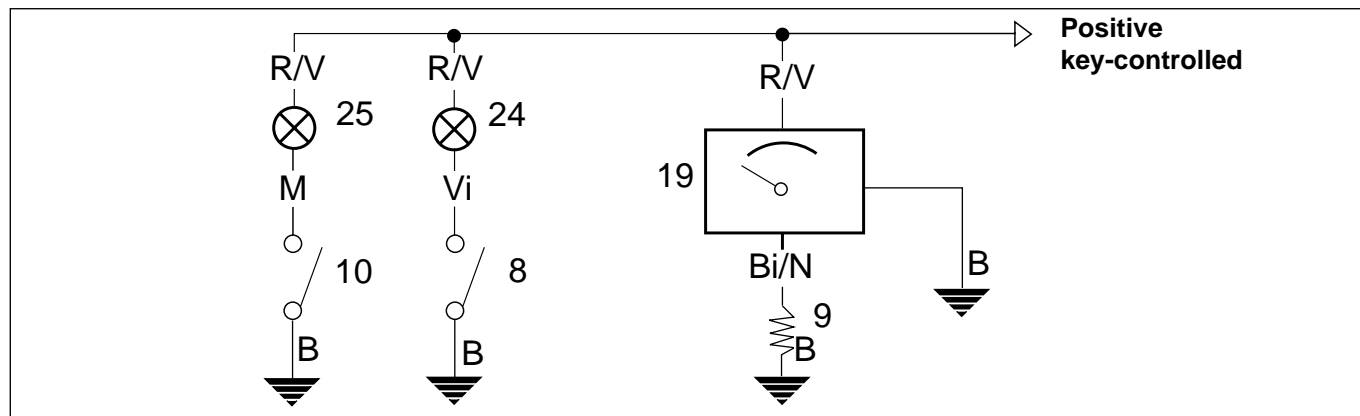 Positive
key-controlled
R/V R/V R/V
25 24
19
M Vi
10 8 Bi/N B
9
B B B